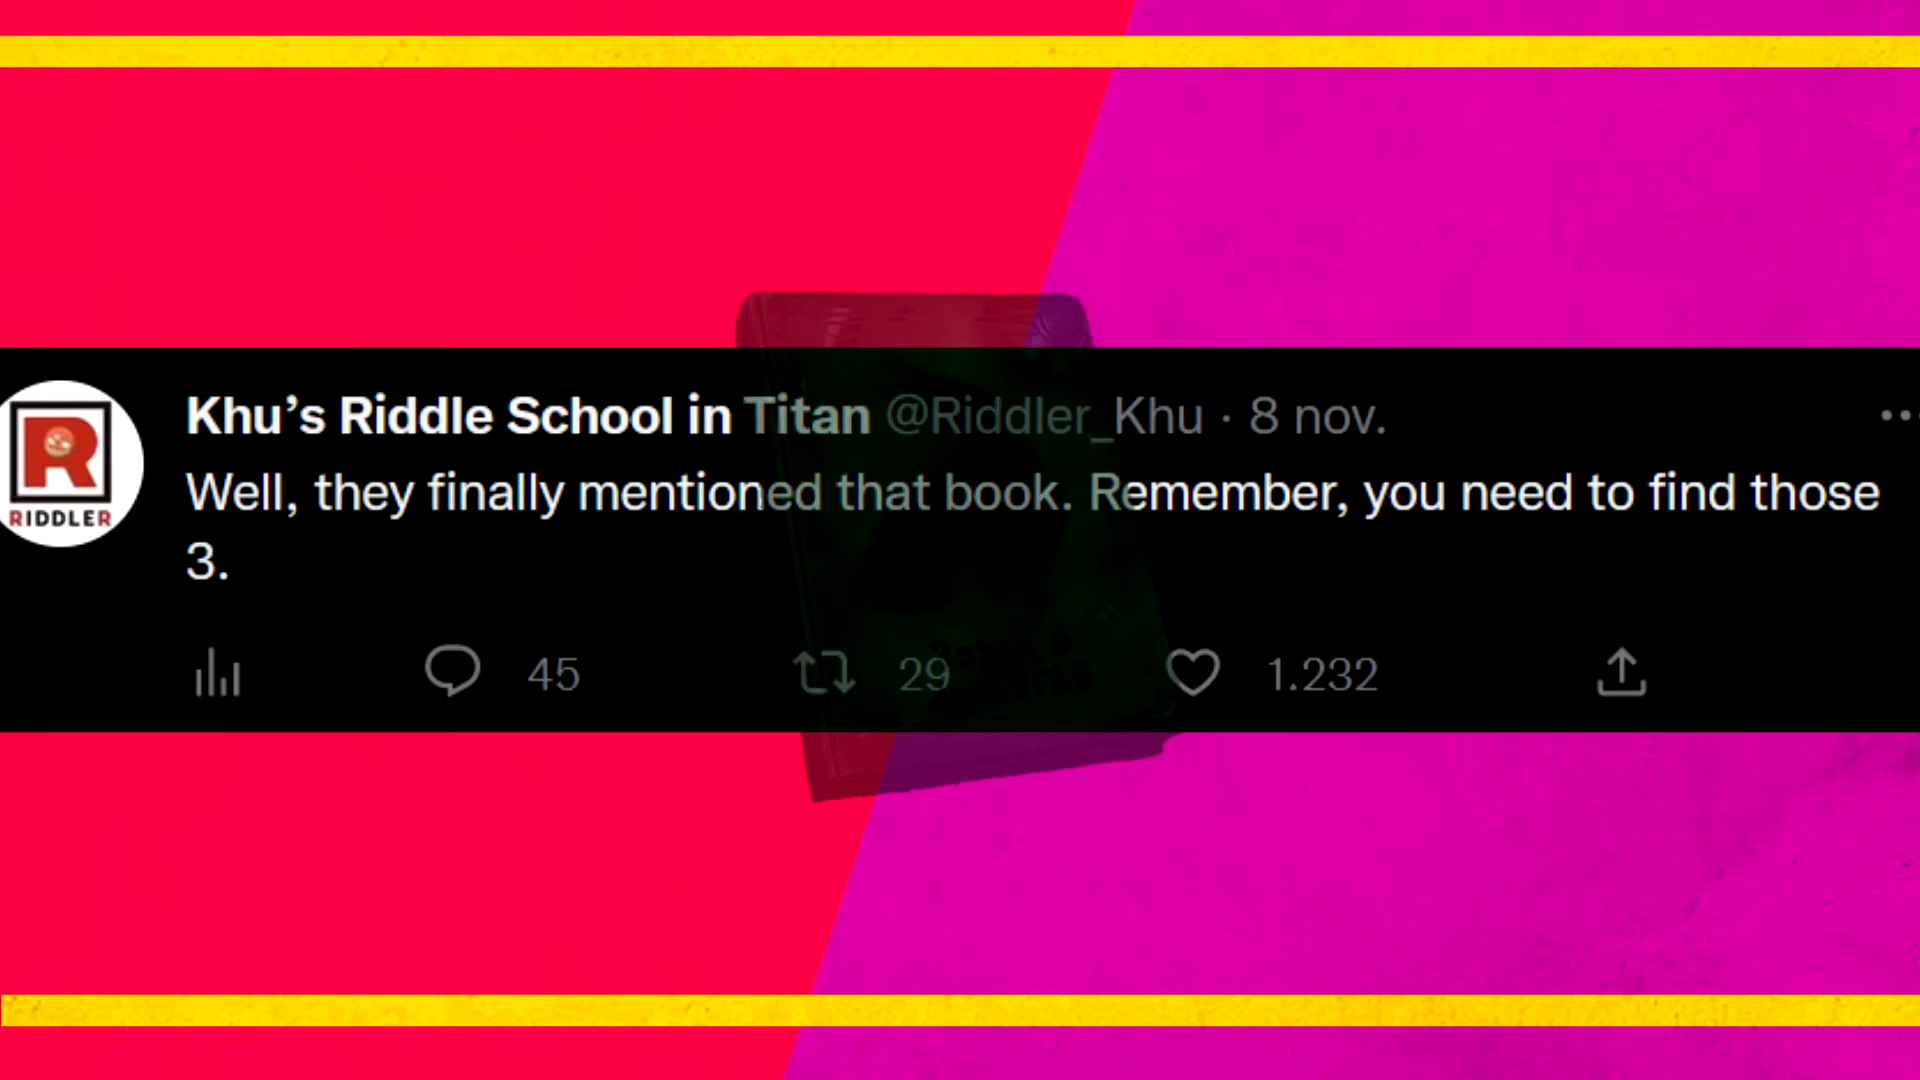 Khu’s Riddle School in Titan @Riddler_Khu · 8 nov.
Well, they finally mentioned that book. Remember, you need to find those
3.
RIDDLER
45 29 1.232